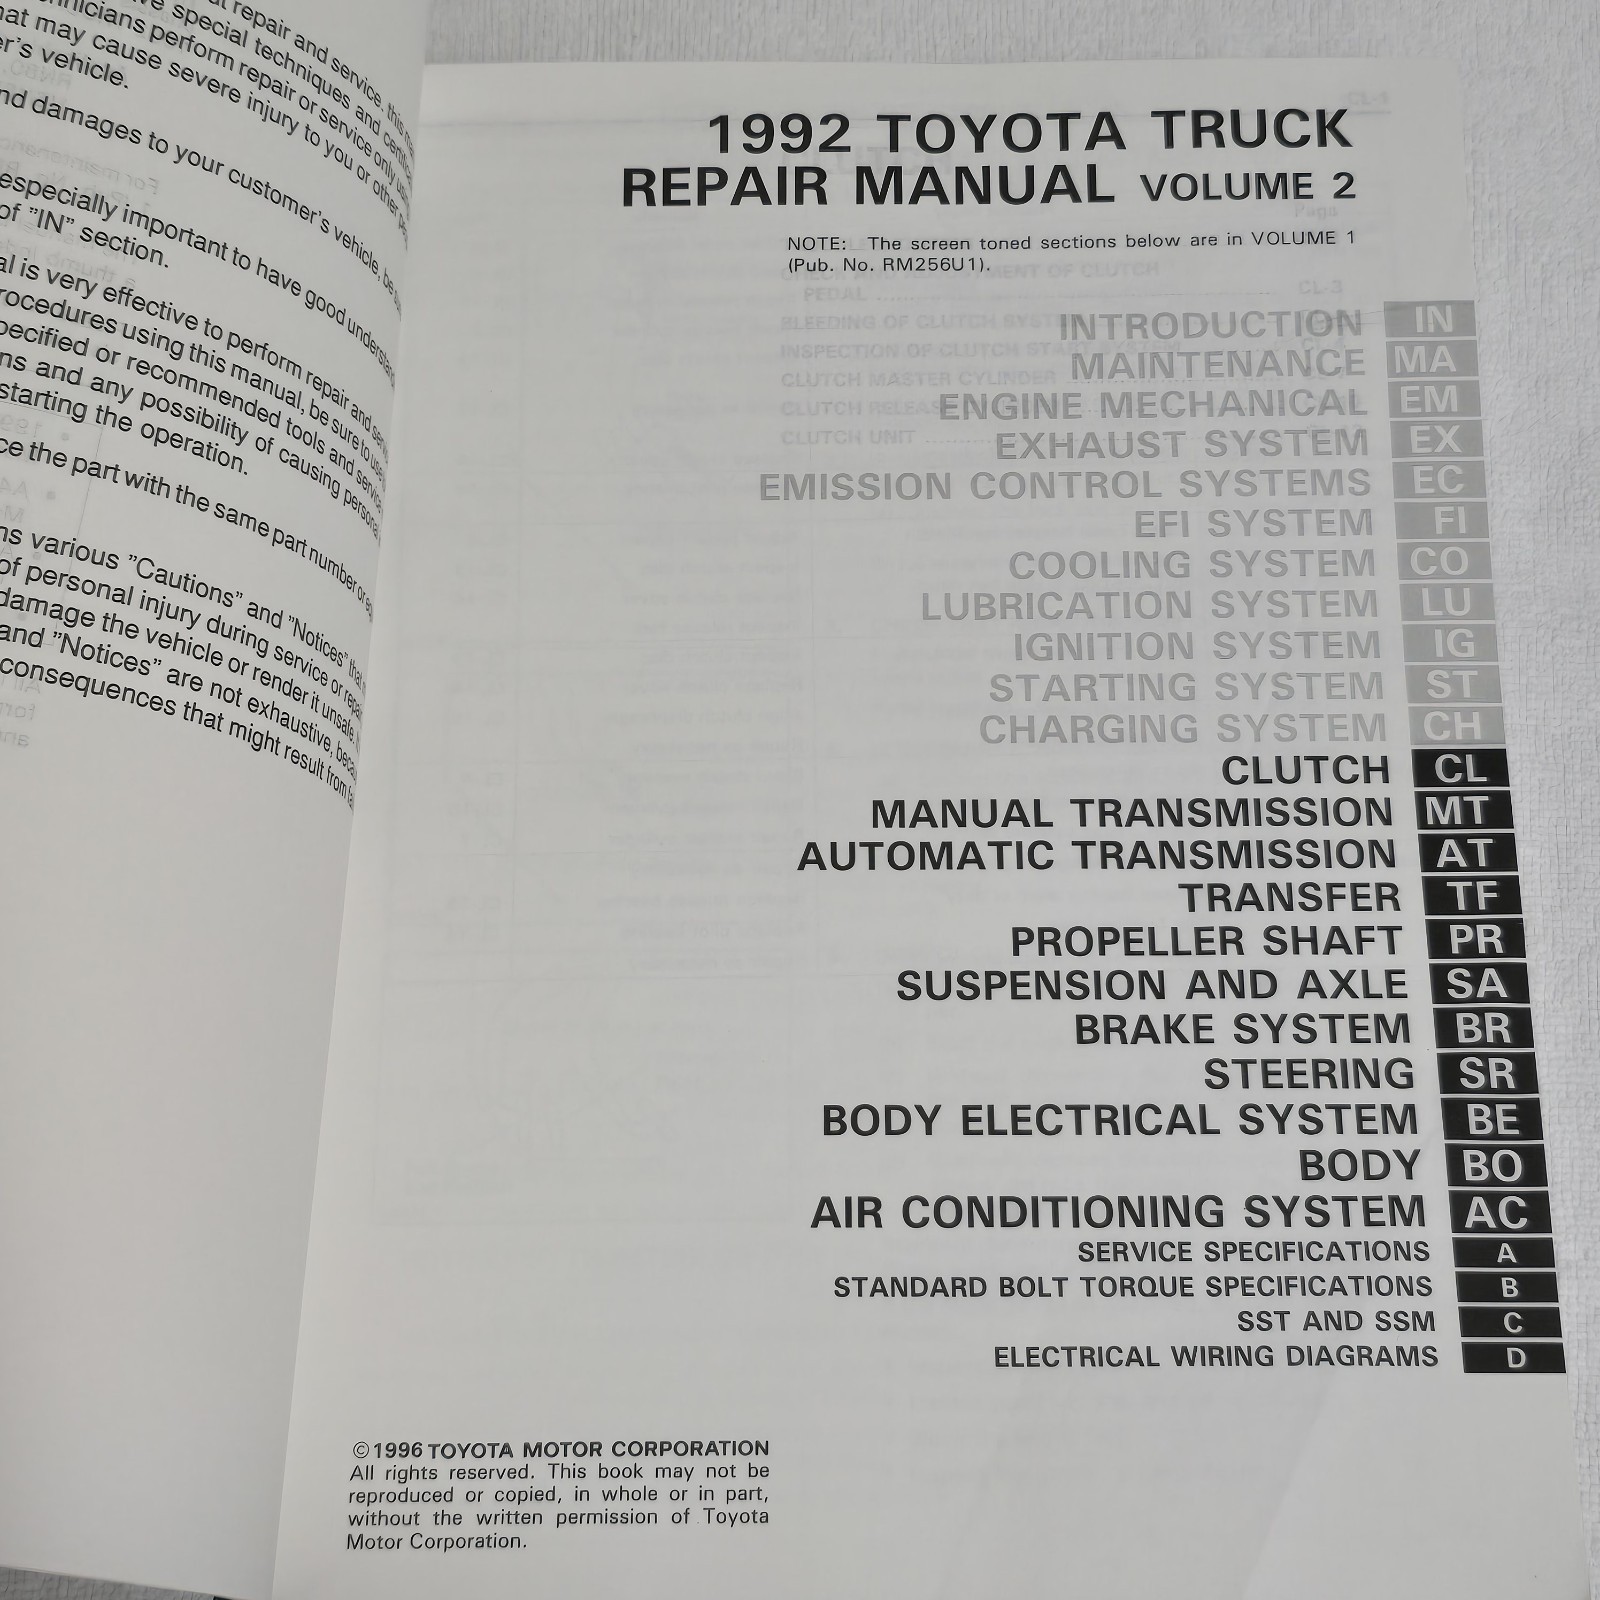 repair and service, this
special techniques and
technicians perform repair or service only
that may cause severe injury to you or other
vehicle.
damages to your customer's vehicle, be
especially important to have good
of "IN" section.
is very effective to perform repair and
using this manual, be sure to use
or recommended tools and service
and any possibility of causing personal
starting the operation.
the part with the same part number or
various "Cautions" and "Notices"
of personal injury during service or
damage the vehicle or render it unsafe.
and "Notices" are not exhaustive,
consequences that might result from
1992 TOYOTA TRUCK
REPAIR MANUAL VOLUME 2
NOTE: The screen toned sections below are in VOLUME 1
(Pub. No. RM256U1).
INTRODUCTION IN
MAINTENANCE MA
ENGINE MECHANICAL EM
EXHAUST SYSTEM EX
EMISSION CONTROL SYSTEMS EC
EFI SYSTEM FI
COOLING SYSTEM CO
LUBRICATION SYSTEM LU
IGNITION SYSTEM IG
STARTING SYSTEM ST
CHARGING SYSTEM CH
CLUTCH CL
MANUAL TRANSMISSION MT
AUTOMATIC TRANSMISSION AT
TRANSFER TF
PROPELLER SHAFT PR
SUSPENSION AND AXLE SA
BRAKE SYSTEM BR
STEERING SR
BODY ELECTRICAL SYSTEM BE
BODY BO
AIR CONDITIONING SYSTEM AC
SERVICE SPECIFICATIONS A
STANDARD BOLT TORQUE SPECIFICATIONS B
SST AND SSM C
ELECTRICAL WIRING DIAGRAMS D
©1996 TOYOTA MOTOR CORPORATION
All rights reserved. This book may not be
reproduced or copied, in whole or in part,
without the written permission of Toyota
Motor Corporation.